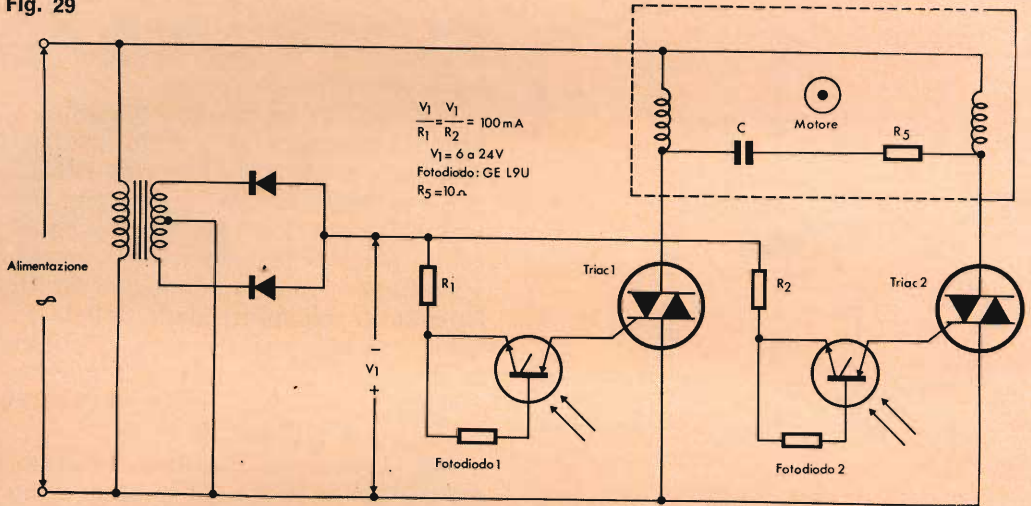 Fig. 29
V1/R1 = V1/R2 = 100 mA
V1 = 6 a 24V
Fotodiodo: GE L9U
R5 = 10 Ω
C
Motore
R5
Alimentazione
Triac 1
Triac 2
R1
R2
−
V1
+
Fotodiodo 1
Fotodiodo 2